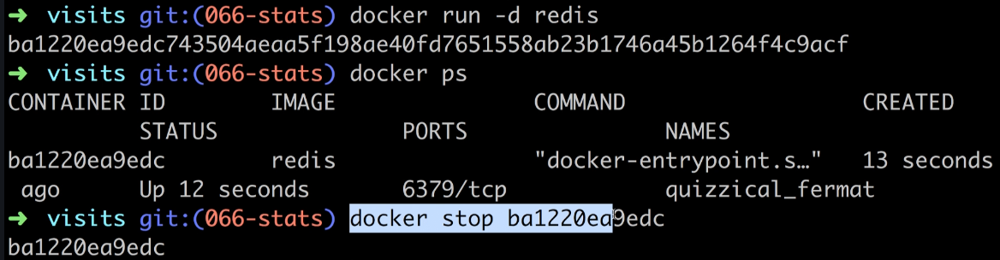 ➜ visits git:(066-stats) docker run -d redis
ba1220ea9edc743504aeaa5f198ae40fd7651558ab23b1746a45b1264f4c9acf
➜ visits git:(066-stats) docker ps
CONTAINER ID IMAGE COMMAND CREATED
STATUS PORTS NAMES
ba1220ea9edc redis "docker-entrypoint.s…" 13 seconds
ago Up 12 seconds 6379/tcp quizzical_fermat
➜ visits git:(066-stats) docker stop ba1220ea9edc
ba1220ea9edc